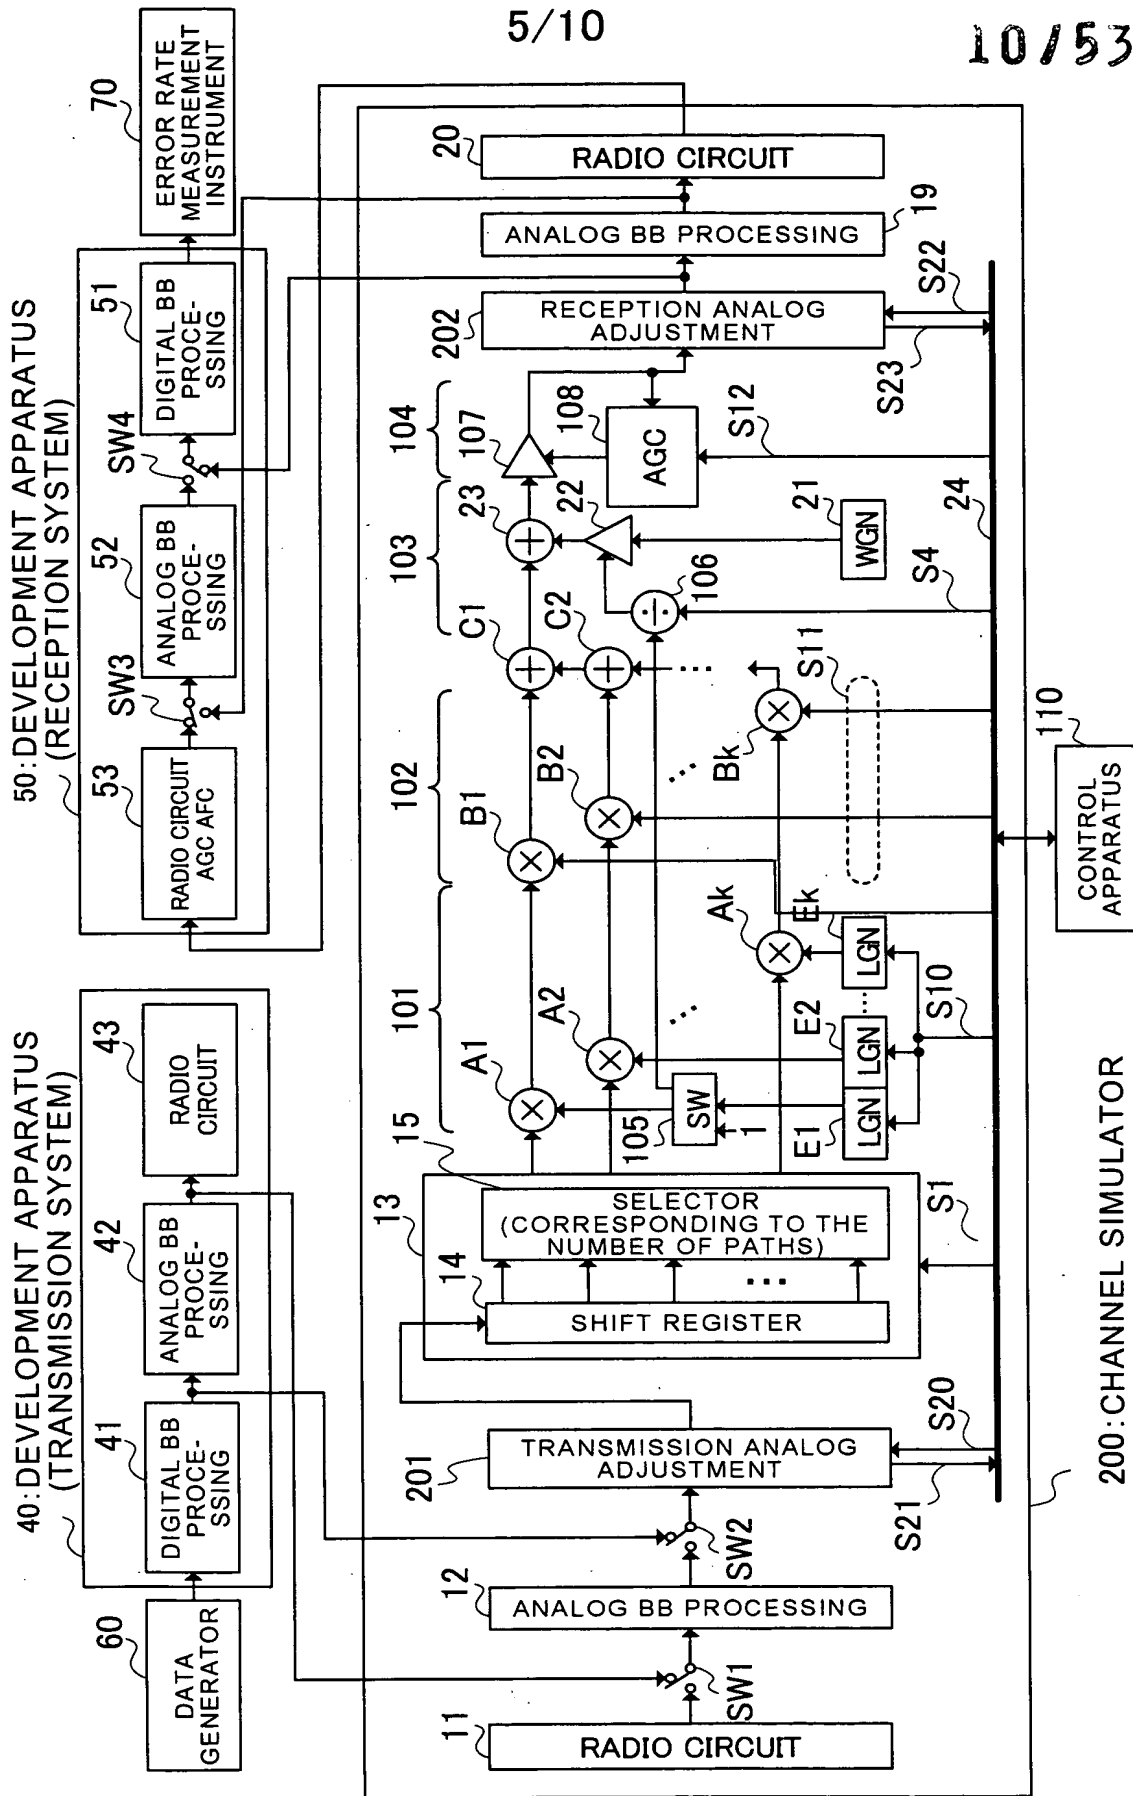 5/10
10/53
40:DEVELOPMENT APPARATUS
(TRANSMISSION SYSTEM)
50:DEVELOPMENT APPARATUS
(RECEPTION SYSTEM)
60
DATA
GENERATOR
41
DIGITAL BB
PROCE-
SSING
42
ANALOG BB
PROCE-
SSING
43
RADIO
CIRCUIT
53
RADIO CIRCUIT
AGC AFC
SW3
52
ANALOG BB
PROCE-
SSING
SW4
51
DIGITAL BB
PROCE-
SSING
70
ERROR RATE
MEASUREMENT
INSTRUMENT
11
RADIO CIRCUIT
SW1
12
ANALOG BB PROCESSING
SW2
201
TRANSMISSION ANALOG
ADJUSTMENT
S21
S20
13
14
SHIFT REGISTER
15
SELECTOR
(CORRESPONDING TO THE
NUMBER OF PATHS)
S1
101
A1
A2
Ak
105
SW
1
E1
LGN
E2
LGN
Ek
LGN
S10
102
B1
B2
Bk
S11
103
C1
C2
23
22
106
S4
21
WGN
24
104
107
108
AGC
S12
202
RECEPTION ANALOG
ADJUSTMENT
S23
S22
19
ANALOG BB PROCESSING
20
RADIO CIRCUIT
110
CONTROL
APPARATUS
200:CHANNEL SIMULATOR